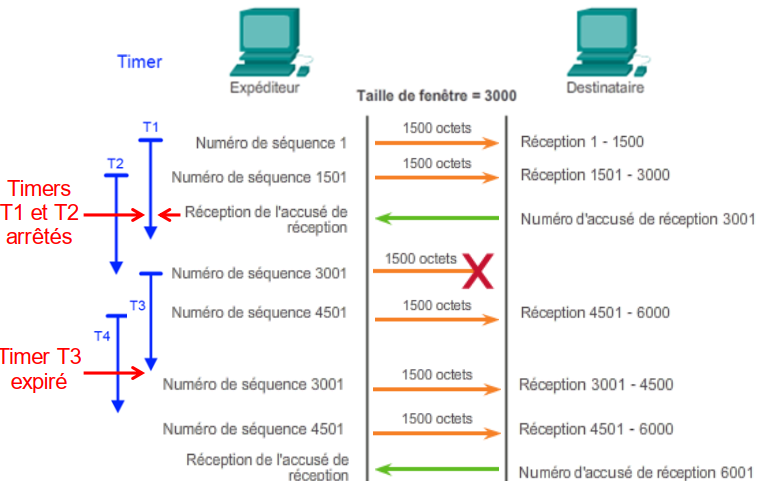 Timer
Expéditeur
Destinataire
Taille de fenêtre = 3000
T1
Numéro de séquence 1
1500 octets
Réception 1 - 1500
T2
Numéro de séquence 1501
1500 octets
Réception 1501 - 3000
Timers
T1 et T2
arrêtés
Réception de l'accusé de
réception
Numéro d'accusé de réception 3001
Numéro de séquence 3001
1500 octets
X
T3
Numéro de séquence 4501
1500 octets
Réception 4501 - 6000
T4
Timer T3
expiré
Numéro de séquence 3001
1500 octets
Réception 3001 - 4500
Numéro de séquence 4501
1500 octets
Réception 4501 - 6000
Réception de l'accusé de
réception
Numéro d'accusé de réception 6001